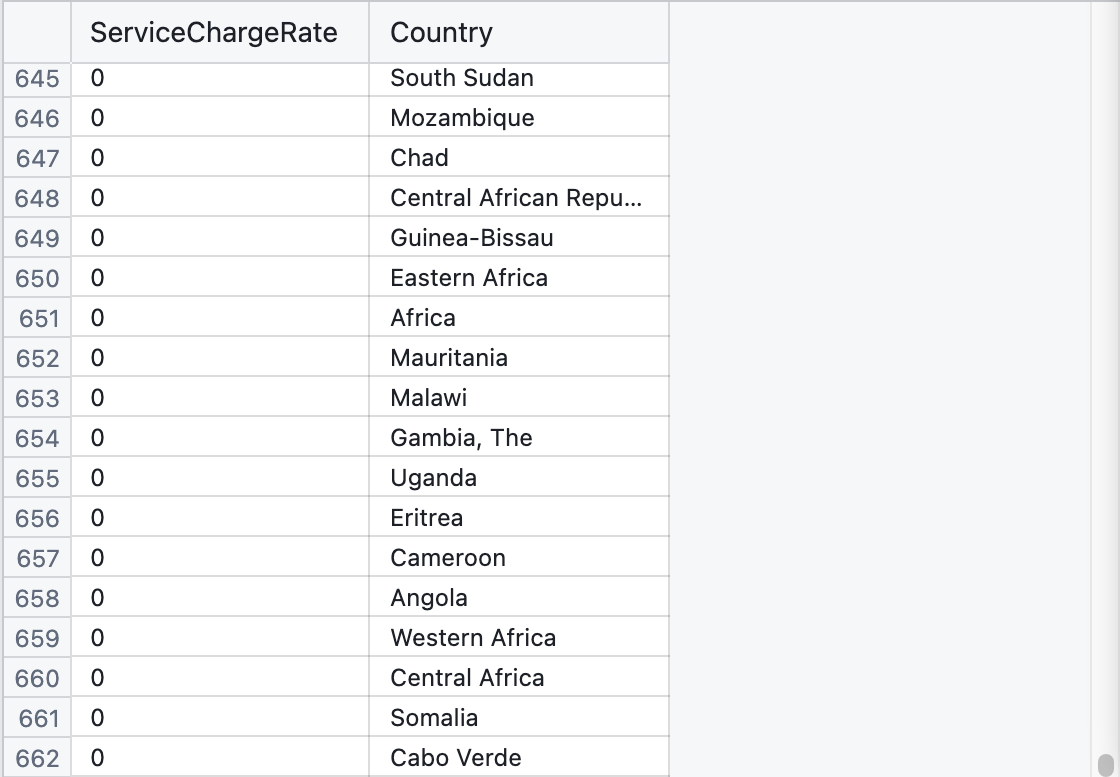 ServiceChargeRate Country
645 0 South Sudan
646 0 Mozambique
647 0 Chad
648 0 Central African Repu...
649 0 Guinea-Bissau
650 0 Eastern Africa
651 0 Africa
652 0 Mauritania
653 0 Malawi
654 0 Gambia, The
655 0 Uganda
656 0 Eritrea
657 0 Cameroon
658 0 Angola
659 0 Western Africa
660 0 Central Africa
661 0 Somalia
662 0 Cabo Verde